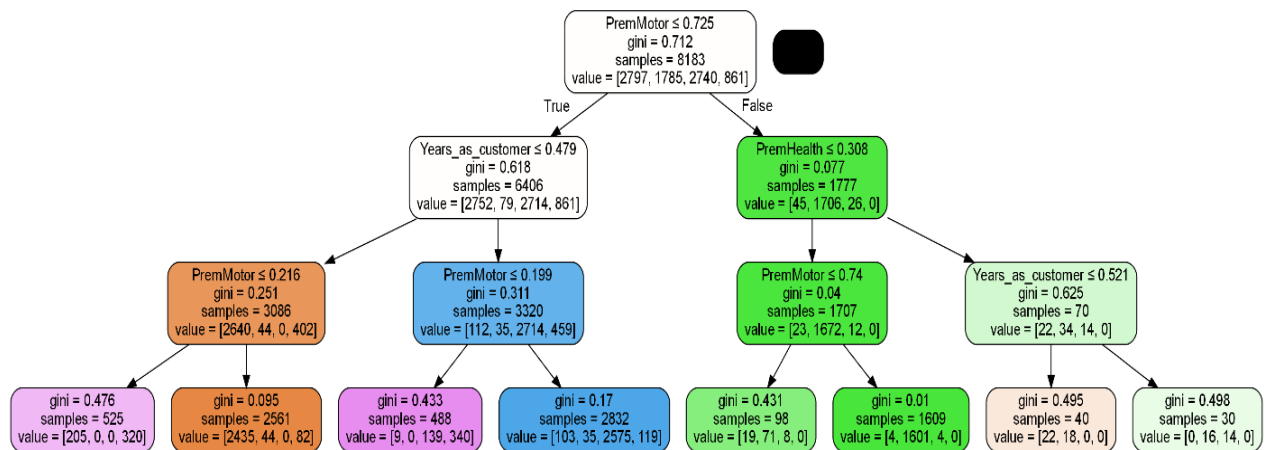 PremMotor ≤ 0.725
gini = 0.712
samples = 8183
value = [2797, 1785, 2740, 861]
True
False
Years_as_customer ≤ 0.479
gini = 0.618
samples = 6406
value = [2752, 79, 2714, 861]
PremHealth ≤ 0.308
gini = 0.077
samples = 1777
value = [45, 1706, 26, 0]
PremMotor ≤ 0.216
gini = 0.251
samples = 3086
value = [2640, 44, 0, 402]
PremMotor ≤ 0.199
gini = 0.311
samples = 3320
value = [112, 35, 2714, 459]
PremMotor ≤ 0.74
gini = 0.04
samples = 1707
value = [23, 1672, 12, 0]
Years_as_customer ≤ 0.521
gini = 0.625
samples = 70
value = [22, 34, 14, 0]
gini = 0.476
samples = 525
value = [205, 0, 0, 320]
gini = 0.095
samples = 2561
value = [2435, 44, 0, 82]
gini = 0.433
samples = 488
value = [9, 0, 139, 340]
gini = 0.17
samples = 2832
value = [103, 35, 2575, 119]
gini = 0.431
samples = 98
value = [19, 71, 8, 0]
gini = 0.01
samples = 1609
value = [4, 1601, 4, 0]
gini = 0.495
samples = 40
value = [22, 18, 0, 0]
gini = 0.498
samples = 30
value = [0, 16, 14, 0]